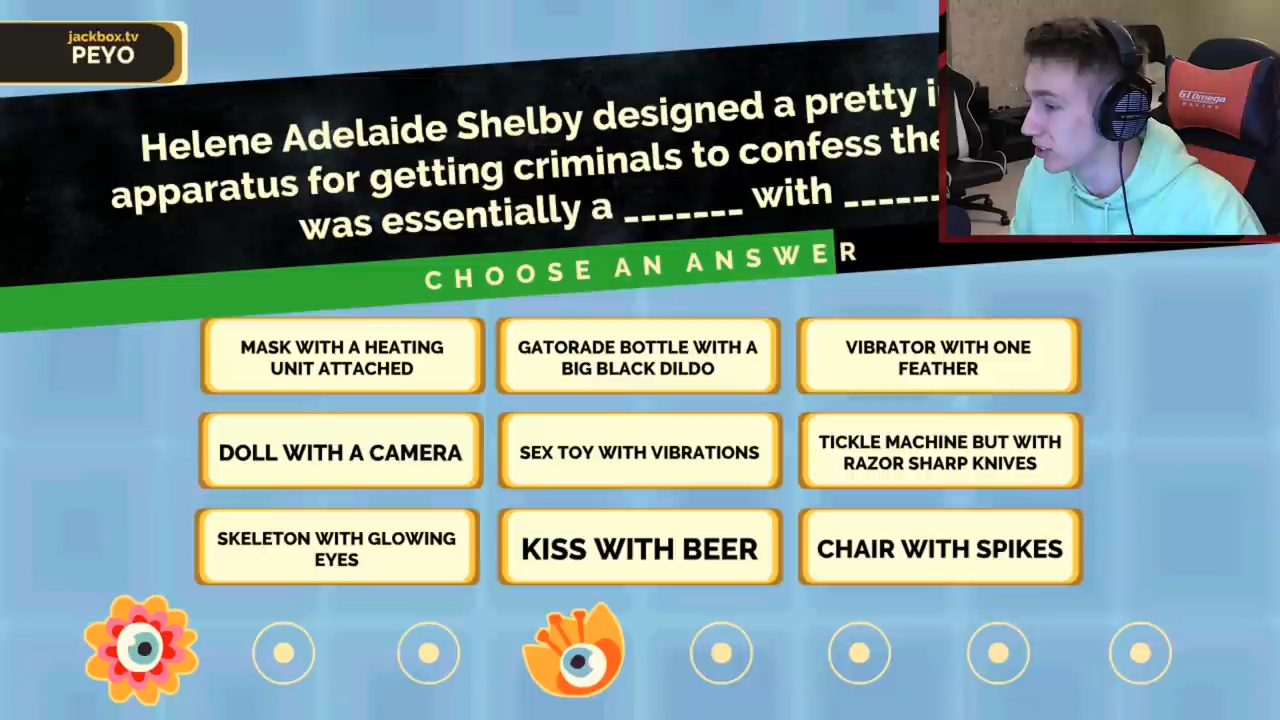 jackbox.tv
PEYO
Helene Adelaide Shelby designed a pretty
apparatus for getting criminals to confess
was essentially a _______ with ______
CHOOSE AN ANSWER
GT Omega
RACING
MASK WITH A HEATING
UNIT ATTACHED
GATORADE BOTTLE WITH A
BIG BLACK DILDO
VIBRATOR WITH ONE
FEATHER
DOLL WITH A CAMERA
SEX TOY WITH VIBRATIONS
TICKLE MACHINE BUT WITH
RAZOR SHARP KNIVES
SKELETON WITH GLOWING
EYES
KISS WITH BEER
CHAIR WITH SPIKES